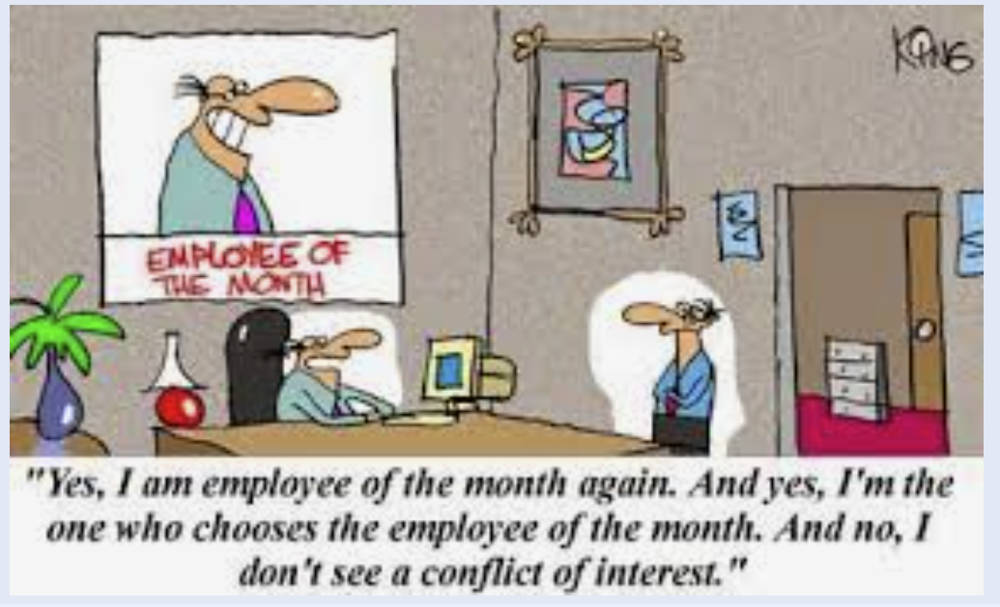 KANG
EMPLOYEE OF
THE MONTH
"Yes, I am employee of the month again. And yes, I'm the
one who chooses the employee of the month. And no, I
don't see a conflict of interest."